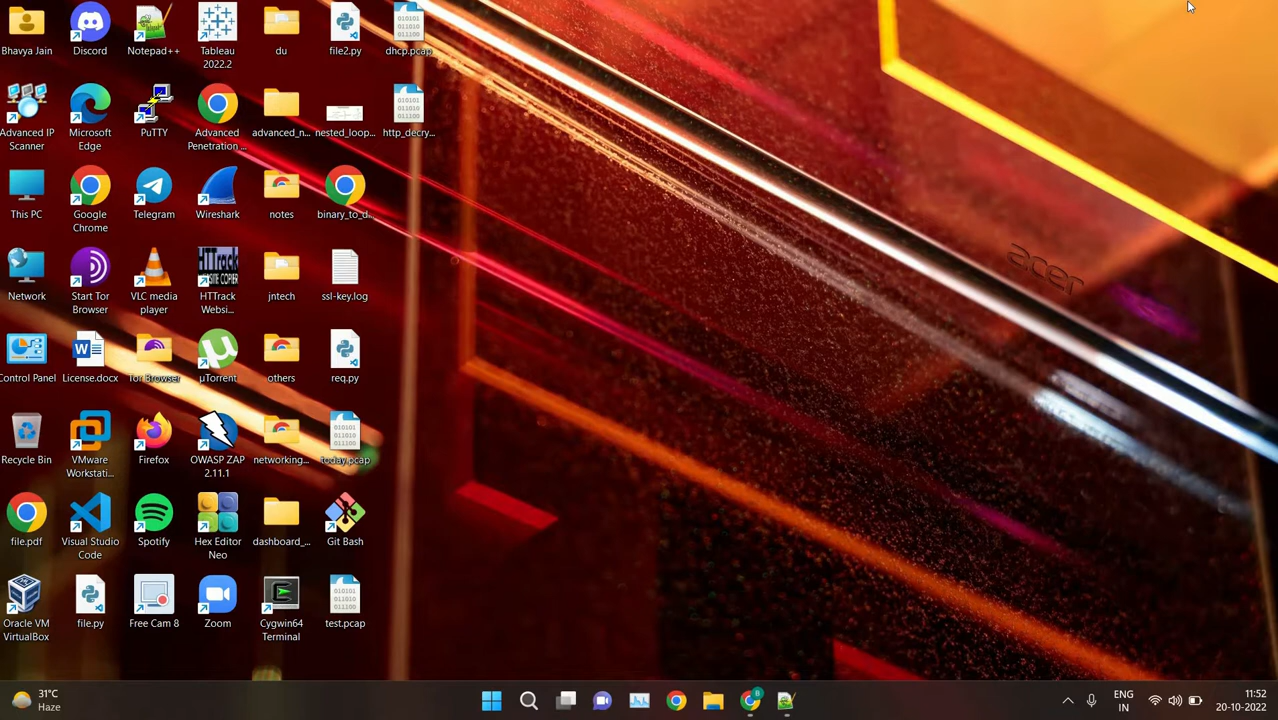 Bhavya Jain
Discord
Notepad++
Tableau
2022.2
du
file2.py
dhcp.pcap
Advanced IP
Scanner
Microsoft
Edge
PuTTY
Advanced
Penetration ...
advanced_n...
nested_loop...
http_decry...
This PC
Google
Chrome
Telegram
Wireshark
notes
binary_to_d...
Network
Start Tor
Browser
VLC media
player
HTTrack
Websi...
jntech
ssl-key.log
Control Panel
License.docx
Tor Browser
µTorrent
others
req.py
Recycle Bin
VMware
Workstati...
Firefox
OWASP ZAP
2.11.1
networking...
today.pcap
file.pdf
Visual Studio
Code
Spotify
Hex Editor
Neo
dashboard_...
Git Bash
Oracle VM
VirtualBox
file.py
Free Cam 8
Zoom
Cygwin64
Terminal
test.pcap
acer
31°C
Haze
ENG
IN
11:52
20-10-2022